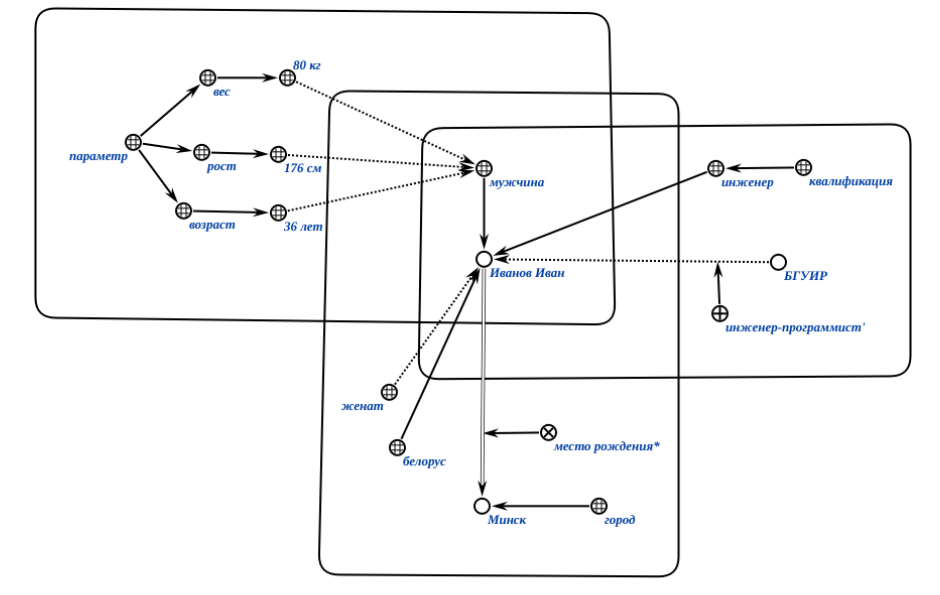 80 кг
вес
параметр
рост
176 см
мужчина
инженер
квалификация
возраст
36 лет
Иванов Иван
БГУИР
инженер-программист'
женат
место рождения*
белорус
Минск
город